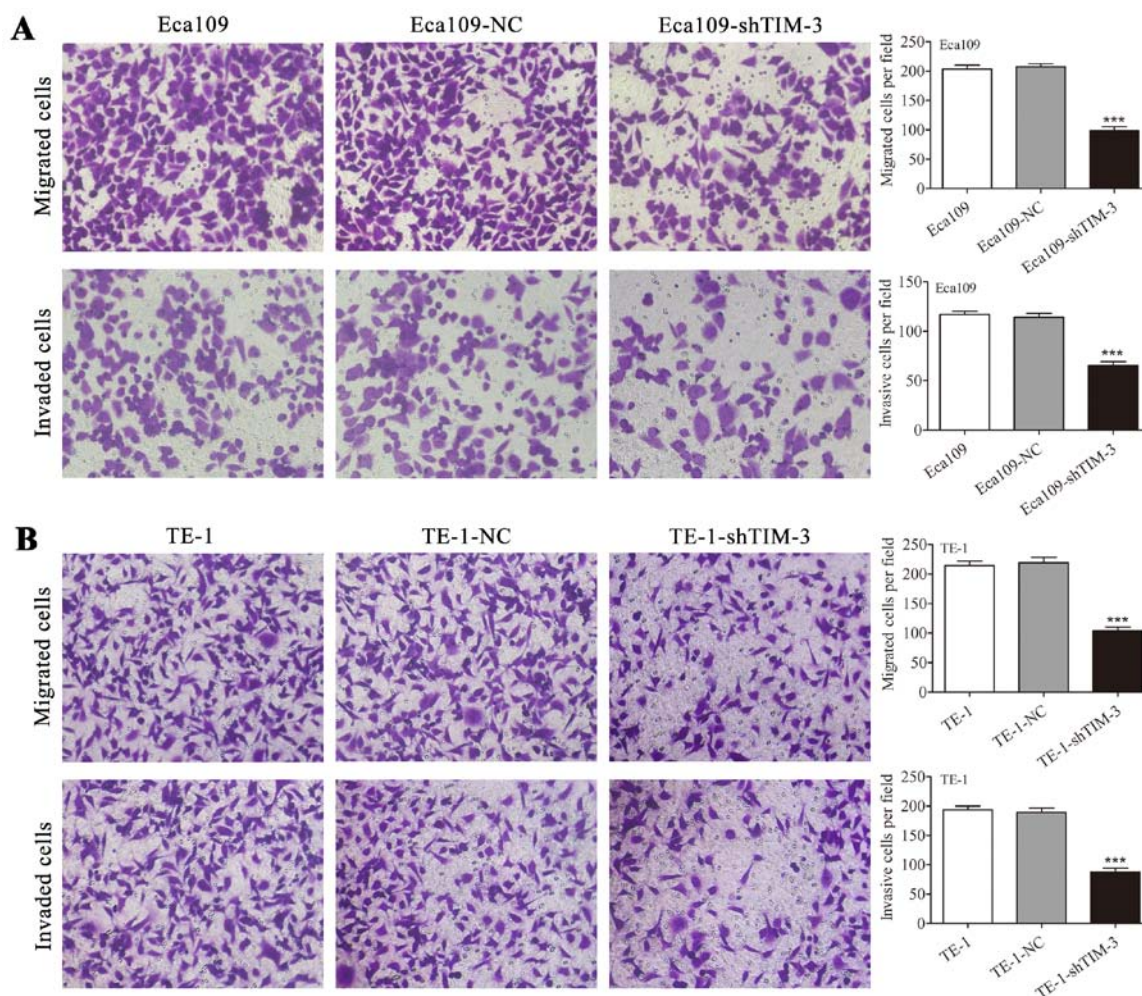 A
Eca109 Eca109-NC Eca109-shTIM-3
Migrated cells
Migrated cells per field
250
200
150
100
50
0
Eca109
***
Eca109 Eca109-NC Eca109-shTIM-3
Invaded cells
Invasive cells per field
150
100
50
0
Eca109
***
Eca109 Eca109-NC Eca109-shTIM-3
B
TE-1 TE-1-NC TE-1-shTIM-3
Migrated cells
Migrated cells per field
250
200
150
100
50
0
TE-1
***
TE-1 TE-1-NC TE-1-shTIM-3
Invaded cells
Invasive cells per field
250
200
150
100
50
0
TE-1
***
TE-1 TE-1-NC TE-1-shTIM-3